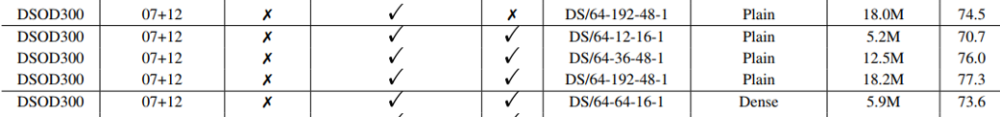 DSOD300 07+12 ✗ ✓ ✗ DS/64-192-48-1 Plain 18.0M 74.5
DSOD300 07+12 ✗ ✓ ✓ DS/64-12-16-1 Plain 5.2M 70.7
DSOD300 07+12 ✗ ✓ ✓ DS/64-36-48-1 Plain 12.5M 76.0
DSOD300 07+12 ✗ ✓ ✓ DS/64-192-48-1 Plain 18.2M 77.3
DSOD300 07+12 ✗ ✓ ✓ DS/64-64-16-1 Dense 5.9M 73.6